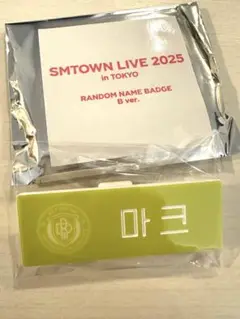 SMTOWN LIVE 2025
in TOKYO
RANDOM NAME BADGE
B ver.
마크